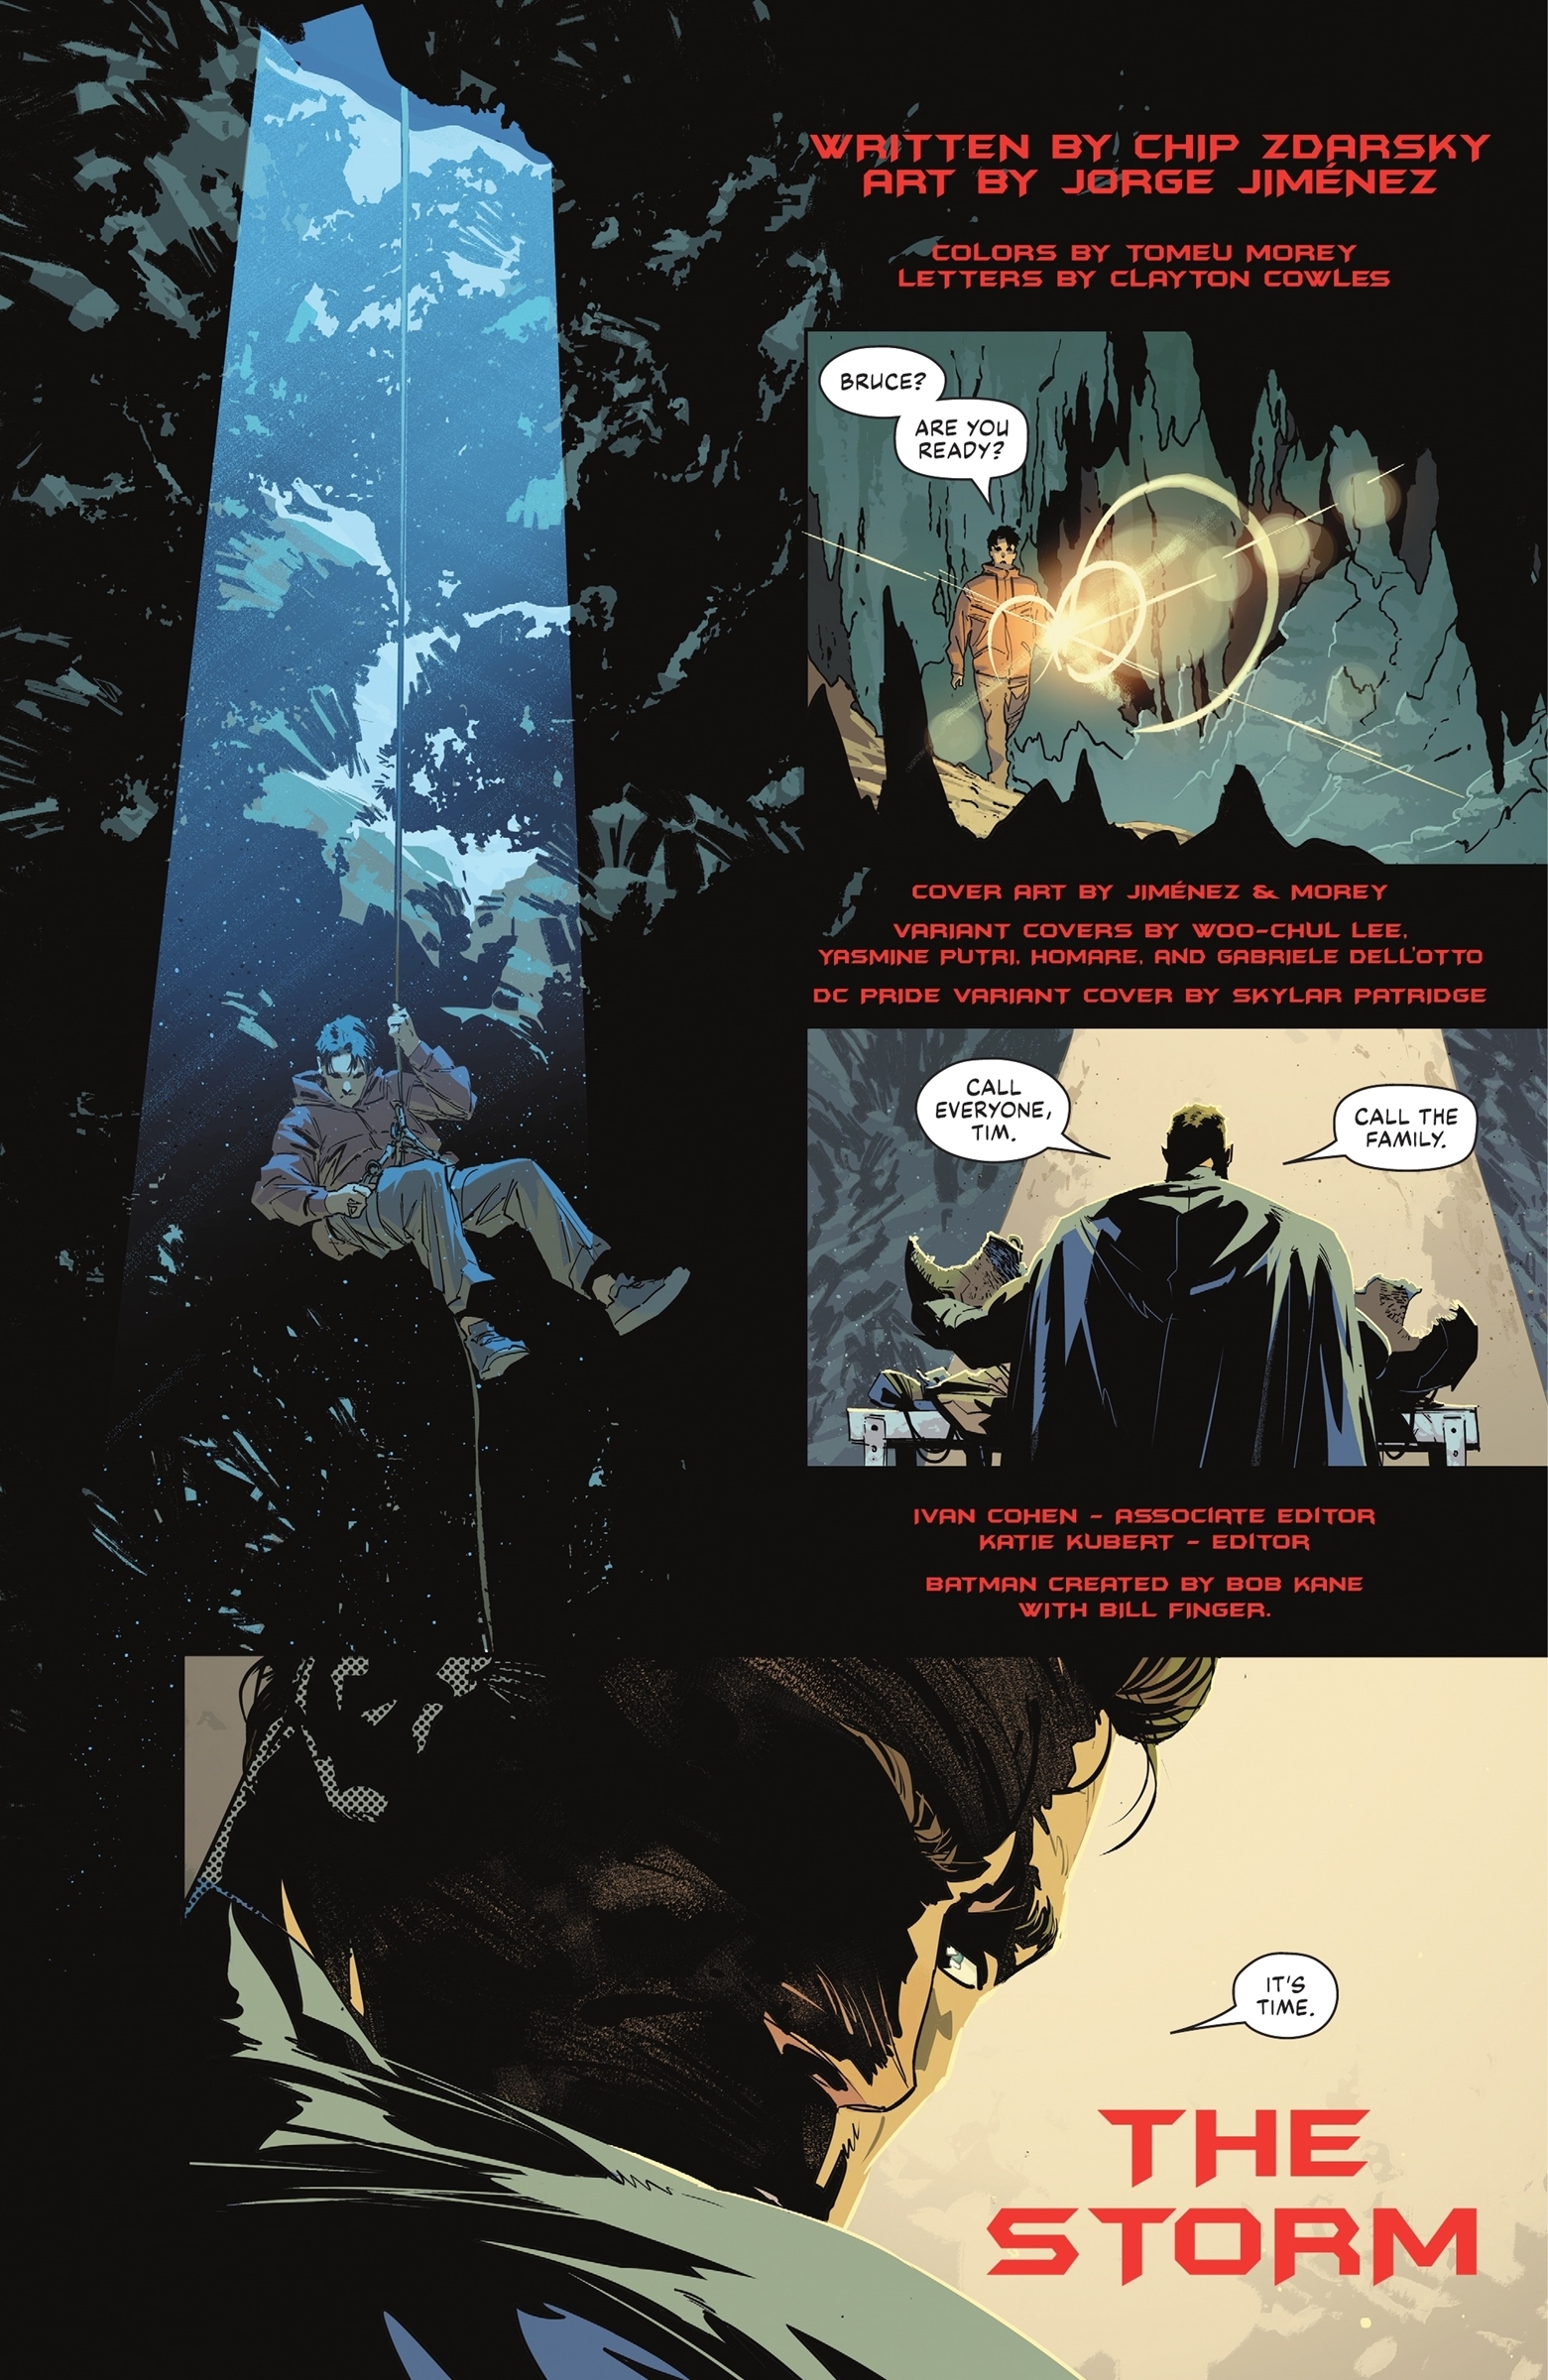 WRITTEN BY CHIP ZDARSKY
ART BY JORGE JIMÉNEZ
COLORS BY TOMEU MOREY
LETTERS BY CLAYTON COWLES
BRUCE?
ARE YOU
READY?
COVER ART BY JIMÉNEZ & MOREY
VARIANT COVERS BY WOO-CHUL LEE,
YASMINE PUTRI, HOMARE, AND GABRIELE DELL'OTTO
DC PRIDE VARIANT COVER BY SKYLAR PATRIDGE
CALL
EVERYONE,
TIM.
CALL THE
FAMILY.
IVAN COHEN - ASSOCIATE EDITOR
KATIE KUBERT - EDITOR
BATMAN CREATED BY BOB KANE
WITH BILL FINGER.
IT'S
TIME.
THE
STORM